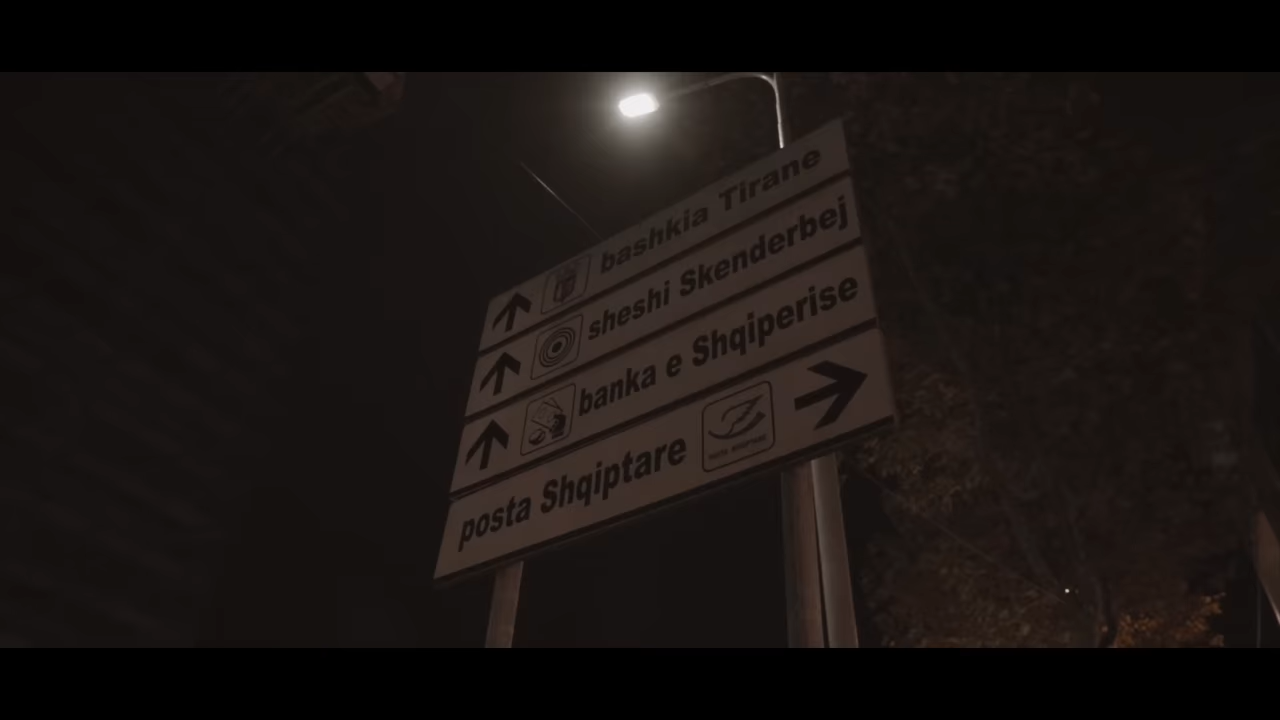 bashkia Tirane
sheshi Skenderbej
banka e Shqiperise
posta Shqiptare